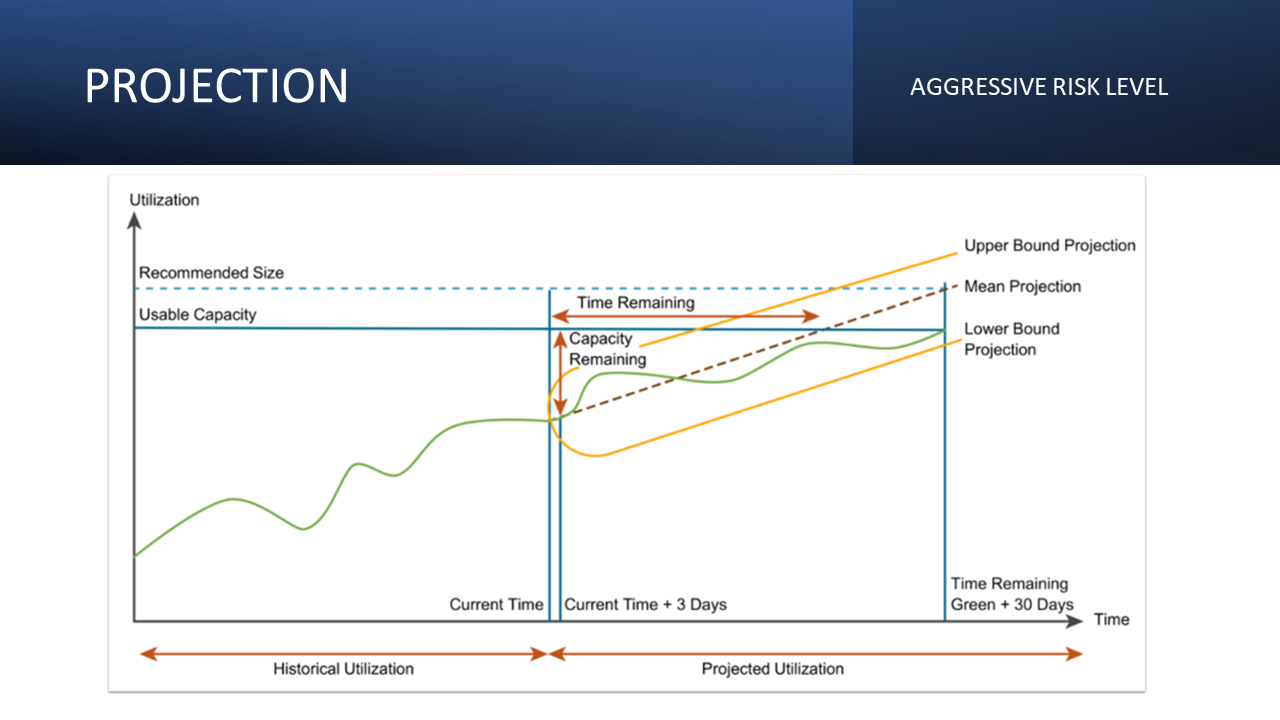 PROJECTION
AGGRESSIVE RISK LEVEL
Utilization
Upper Bound Projection
Recommended Size
Mean Projection
Time Remaining
Usable Capacity
Lower Bound
Projection
Capacity
Remaining
Time Remaining
Green + 30 Days
Current Time
Current Time + 3 Days
Time
Historical Utilization
Projected Utilization